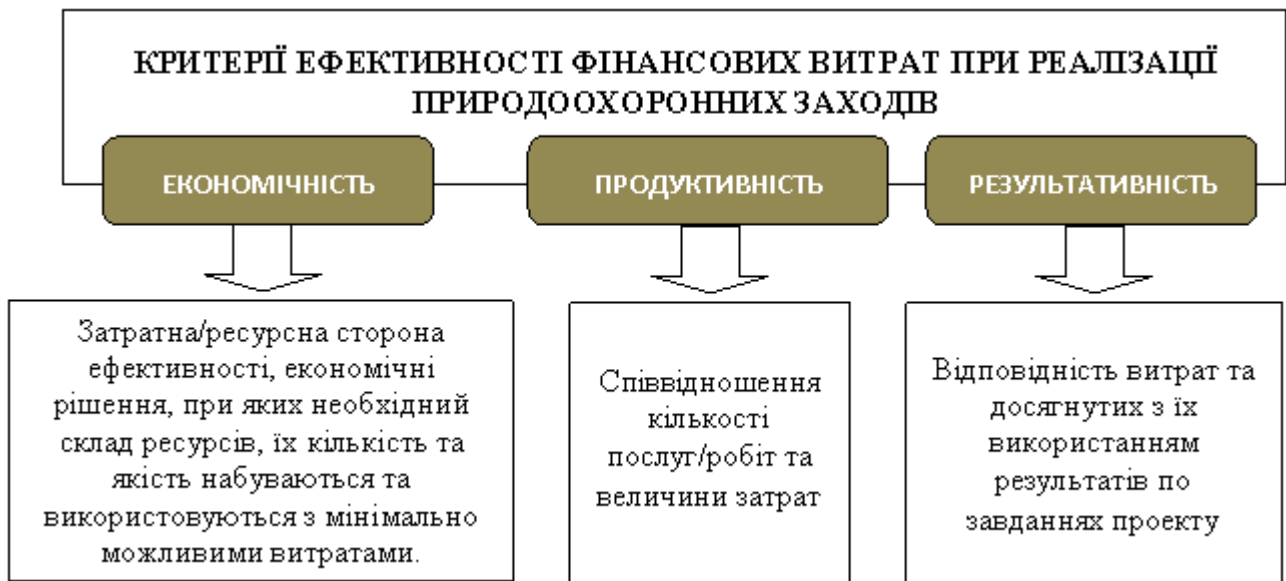 КРИТЕРІЇ ЕФЕКТИВНОСТІ ФІНАНСОВИХ ВИТРАТ ПРИ РЕАЛІЗАЦІЇ
ПРИРОДООХОРОННИХ ЗАХОДІВ
ЕКОНОМІЧНІСТЬ
ПРОДУКТИВНІСТЬ
РЕЗУЛЬТАТИВНІСТЬ
Затратна/ресурсна сторона
ефективності, економічні
рішення, при яких необхідний
склад ресурсів, їх кількість та
якість набуваються та
використовуються з мінімально
можливими витратами.
Співвідношення
кількості
послуг/робіт та
величини затрат
Відповідність витрат та
досягнутих з їх
використанням
результатів по
завданнях проекту